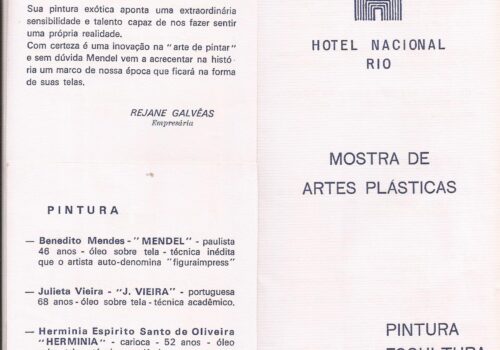 Sua pintura exótica aponta uma extraordinária
sensibilidade e talento capaz de nos fazer sentir
uma própria realidade.
Com certeza é uma inovação na "arte de pintar"
e sem dúvida Mendel vem a acrecentar na histó
ria um marco de nossa época que ficará na forma
de suas telas.
REJANE GALVÊAS
Empresária
PINTURA
— Benedito Mendes - "MENDEL" - paulista
46 anos - óleo sobre tela - técnica inédita
que o artista auto-denomina "figuraimpress"
— Julieta Vieira - "J. VIEIRA" - portuguesa
68 anos - óleo sobre tela - técnica acadêmico.
— Herminia Espirito Santo de Oliveira
"HERMINIA" - carioca - 52 anos - óleo
HOTEL NACIONAL
RIO
MOSTRA DE
ARTES PLÁSTICAS
PINTURA
ESCULTURA